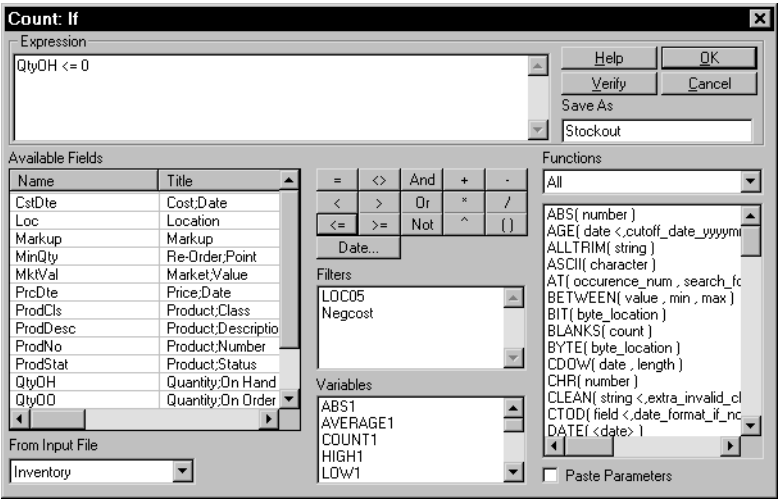 Count: If
Expression
QtyOH <= 0
Help
OK
Verify
Cancel
Save As
Stockout
Available Fields
Name Title
CstDte Cost;Date
Loc Location
Markup Markup
MinQty Re-Order;Point
MktVal Market;Value
PrcDte Price;Date
ProdCls Product;Class
ProdDesc Product;Descriptio
ProdNo Product;Number
ProdStat Product;Status
QtyOH Quantity;On Hand
QtyOO Quantity;On Order
From Input File
Inventory
= <> And + -
< > Or * /
<= >= Not ^ ( )
Date...
Filters
LOC05
Negcost
Variables
ABS1
AVERAGE1
COUNT1
HIGH1
LOW1
Functions
All
ABS( number )
AGE( date <,cutoff_date_yyyymr
ALLTRIM( string )
ASCII( character )
AT( occurence_num , search_fo
BETWEEN( value , min , max )
BIT( byte_location )
BLANKS( count )
BYTE( byte_location )
CDOW( date , length )
CHR( number )
CLEAN( string <,extra_invalid_cl
CTOD( field <,date_format_if_nc
DATE( <date> )
Paste Parameters